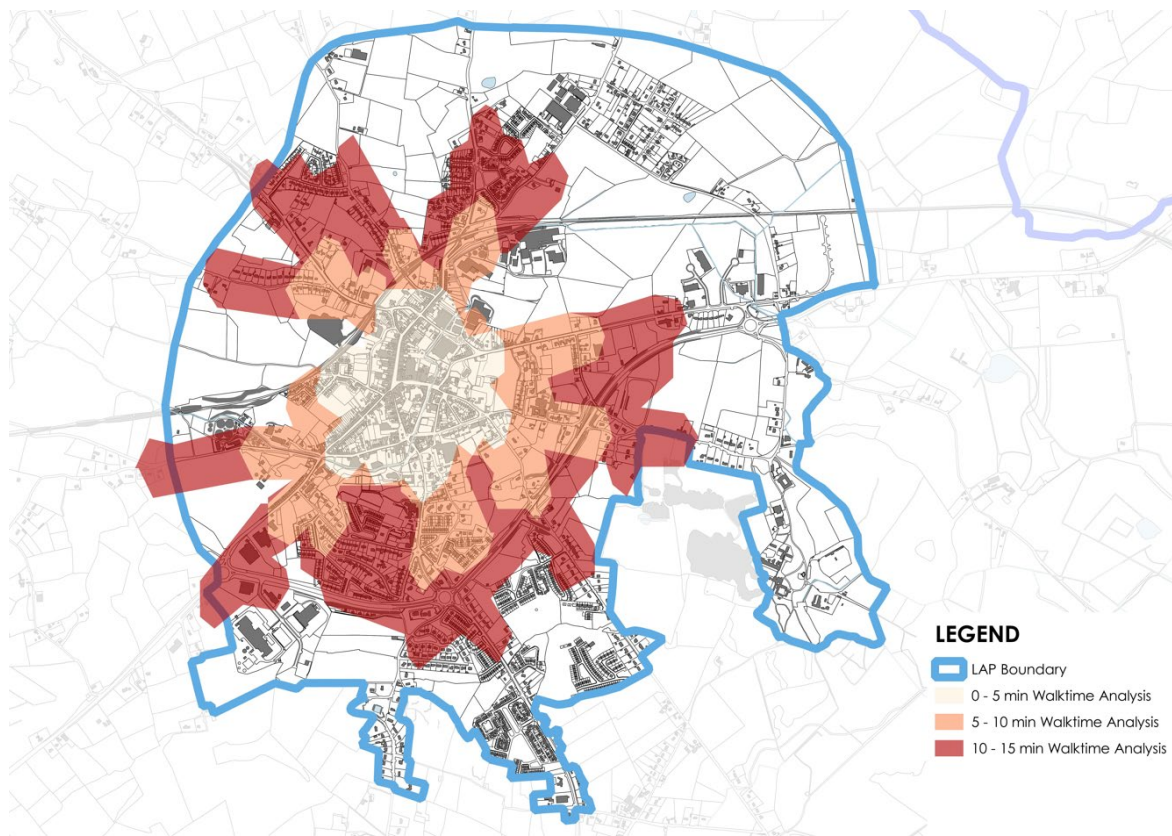 LEGEND
LAP Boundary
0 - 5 min Walktime Analysis
5 - 10 min Walktime Analysis
10 - 15 min Walktime Analysis